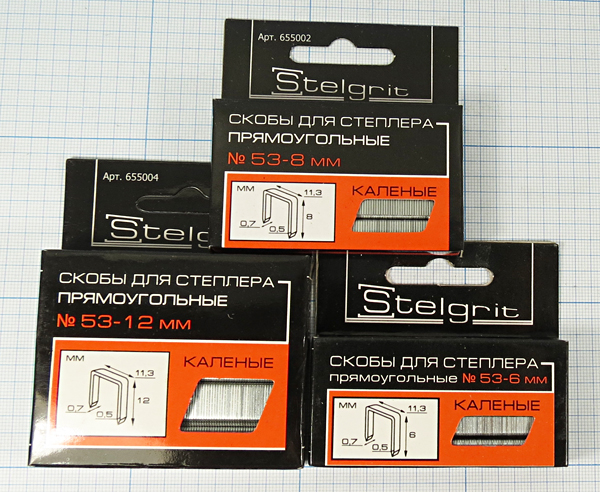 Арт. 655002
Stelgrit
СКОБЫ ДЛЯ СТЕПЛЕРА
ПРЯМОУГОЛЬНЫЕ
№ 53-8 мм
мм
11,3
8
0,7
0,5
КАЛЕНЫЕ
Арт. 655004
Stelgrit
СКОБЫ ДЛЯ СТЕПЛЕРА
ПРЯМОУГОЛЬНЫЕ
№ 53-12 мм
мм
11,3
12
0,7
0,5
КАЛЕНЫЕ
Stelgrit
СКОБЫ ДЛЯ СТЕПЛЕРА
прямоугольные № 53-6 мм
мм
11,3
6
0,7
0,5
КАЛЕНЫЕ